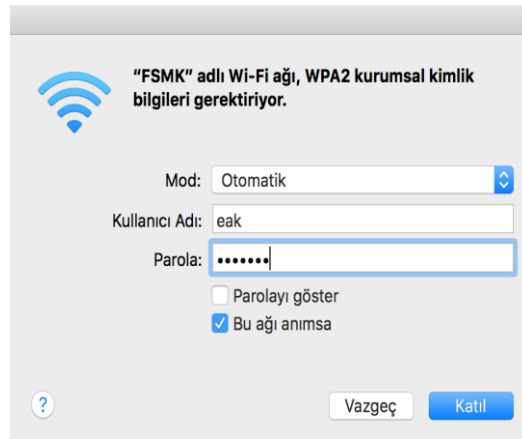 “FSMK” adlı Wi-Fi ağı, WPA2 kurumsal kimlik
bilgileri gerektiriyor.
Mod: Otomatik
Kullanıcı Adı: eak
Parola: •••••••
Parolayı göster
Bu ağı anımsa
? Vazgeç Katıl